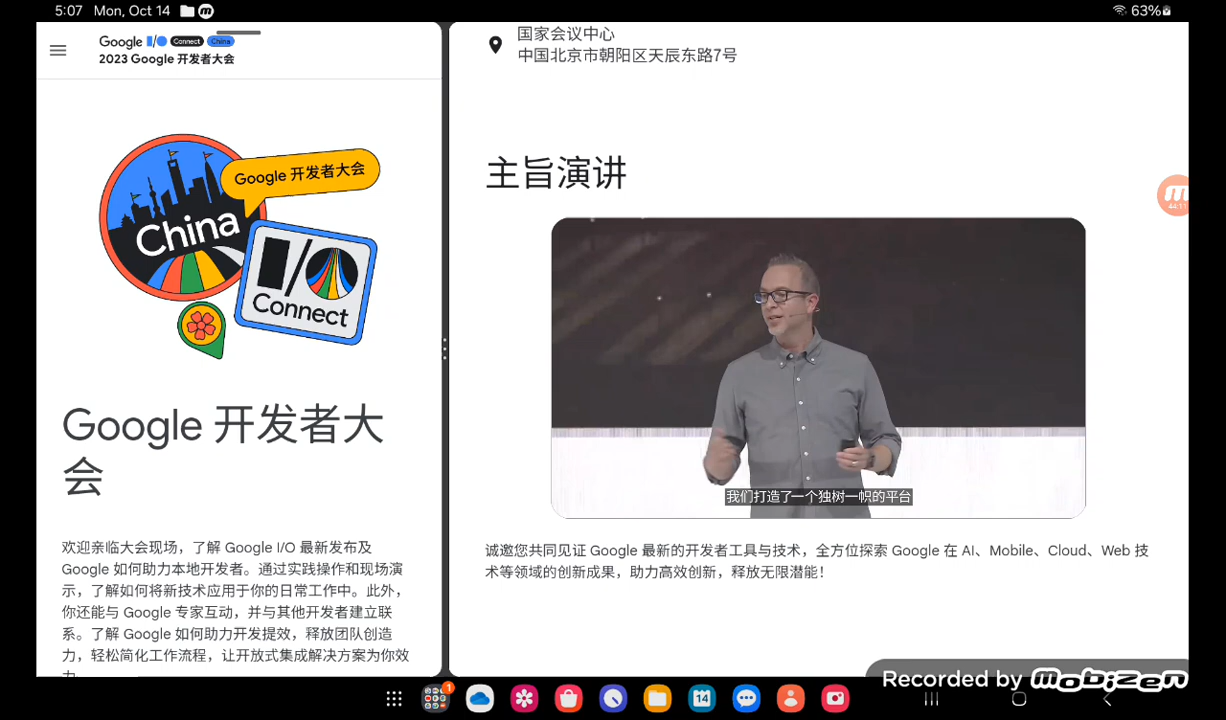 5:07 Mon, Oct 14
63%
Google I/O Connect China
2023 Google 开发者大会
Google 开发者大会
China
I/O
Connect
Google 开发者大
会
欢迎亲临大会现场，了解 Google I/O 最新发布及
Google 如何助力本地开发者。通过实践操作和现场演
示，了解如何将新技术应用于你的日常工作中。此外，
你还能与 Google 专家互动，并与其他开发者建立联
系。了解 Google 如何助力开发提效，释放团队创造
力，轻松简化工作流程，让开放式集成解决方案为你效
力。
国家会议中心
中国北京市朝阳区天辰东路7号
主旨演讲
我们打造了一个独树一帜的平台
诚邀您共同见证 Google 最新的开发者工具与技术，全方位探索 Google 在 AI、Mobile、Cloud、Web 技
术等领域的创新成果，助力高效创新，释放无限潜能！
44:11
1
14
Recorded by mobizen